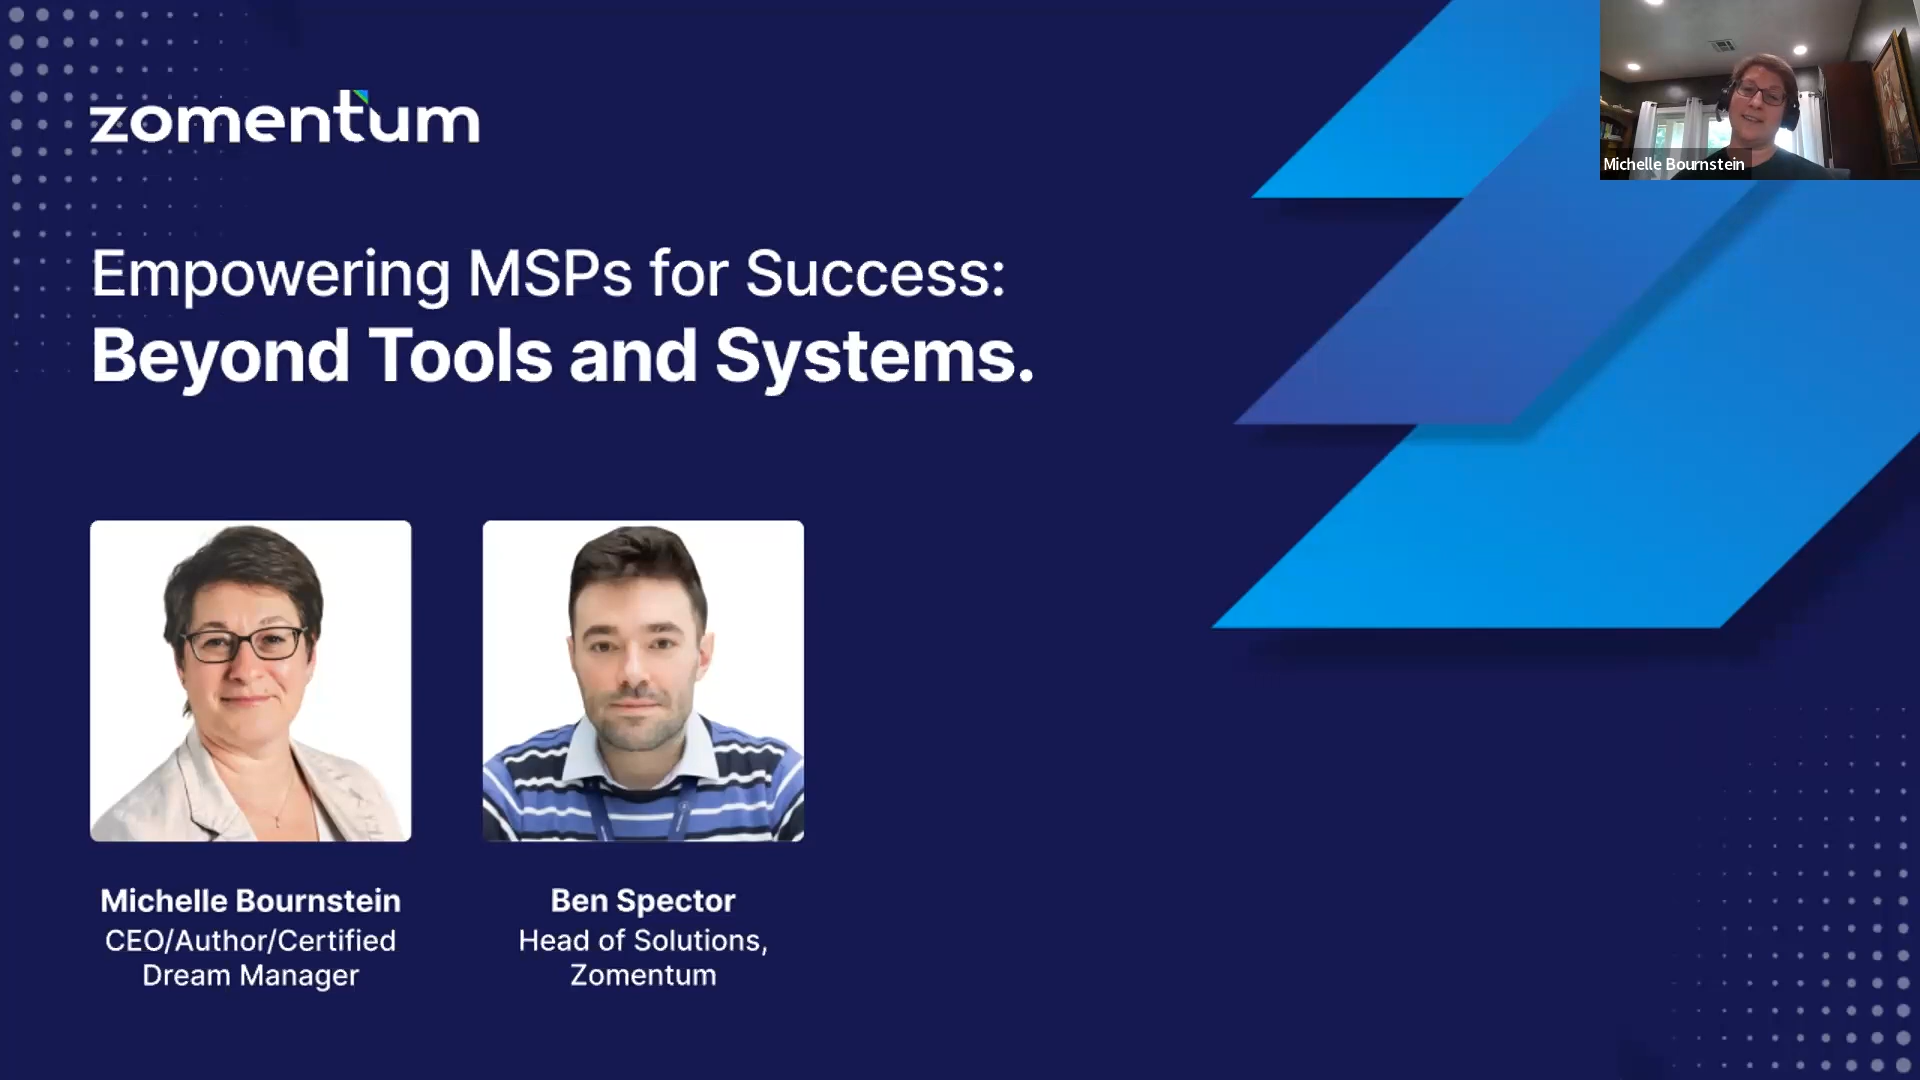 zomentum
Michelle Bournstein
Empowering MSPs for Success:
Beyond Tools and Systems.
Michelle Bournstein
CEO/Author/Certified
Dream Manager
Ben Spector
Head of Solutions,
Zomentum